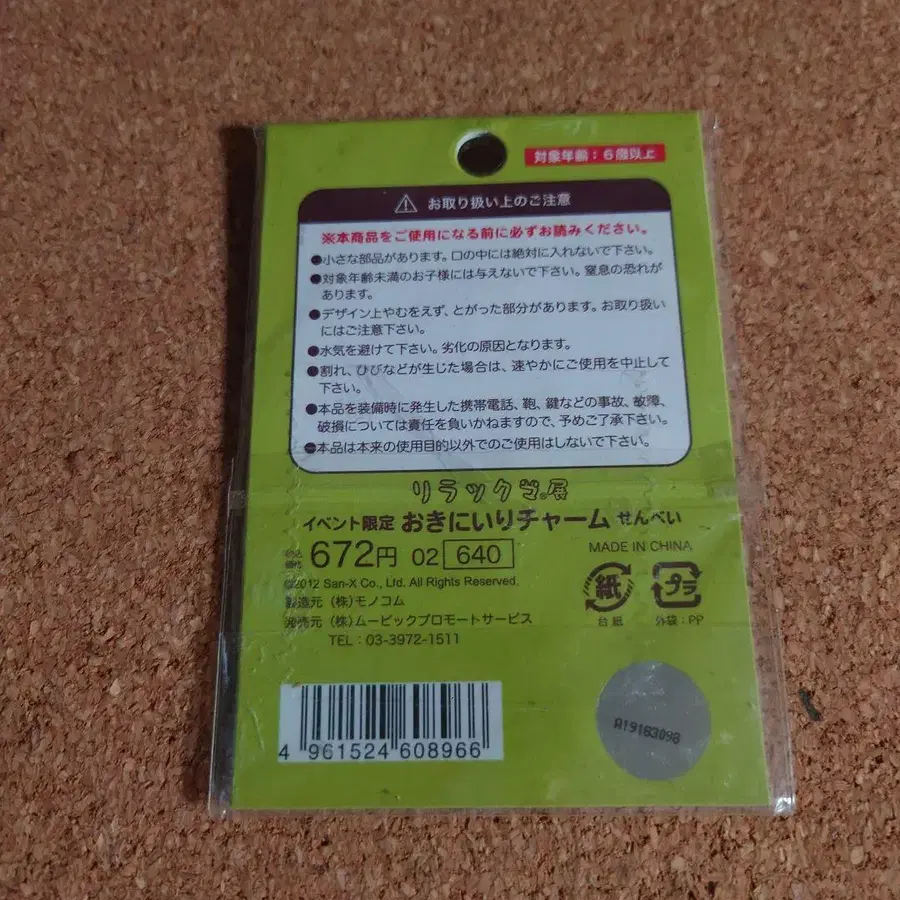 対象年齢：6歳以上
お取り扱い上のご注意
※本商品をご使用になる前に必ずお読みください。
●小さな部品があります。口の中には絶対に入れないで下さい。
●対象年齢未満のお子様には与えないで下さい。窒息の恐れが
あります。
●デザイン上やむをえず、とがった部分があります。お取り扱い
にはご注意下さい。
●水気を避けて下さい。劣化の原因となります。
●割れ、ひびなどが生じた場合は、速やかにご使用を中止して
下さい。
●本品を装備時に発生した携帯電話、鞄、鍵などの事故、故障、
破損については責任を負いかねますので、予めご了承下さい。
●本品は本来の使用目的以外でのご使用はしないで下さい。
リラックマ展
イベント限定 おきにいりチャーム せんべい
税込価格 672円 02 640 MADE IN CHINA
©2012 San-X Co., Ltd. All Rights Reserved.
製造元 (株)モノコム
発売元 (株)ムービックプロモートサービス
TEL：03-3972-1511
紙 プラ
台紙 外袋：PP
4 961524 608966
A19163098